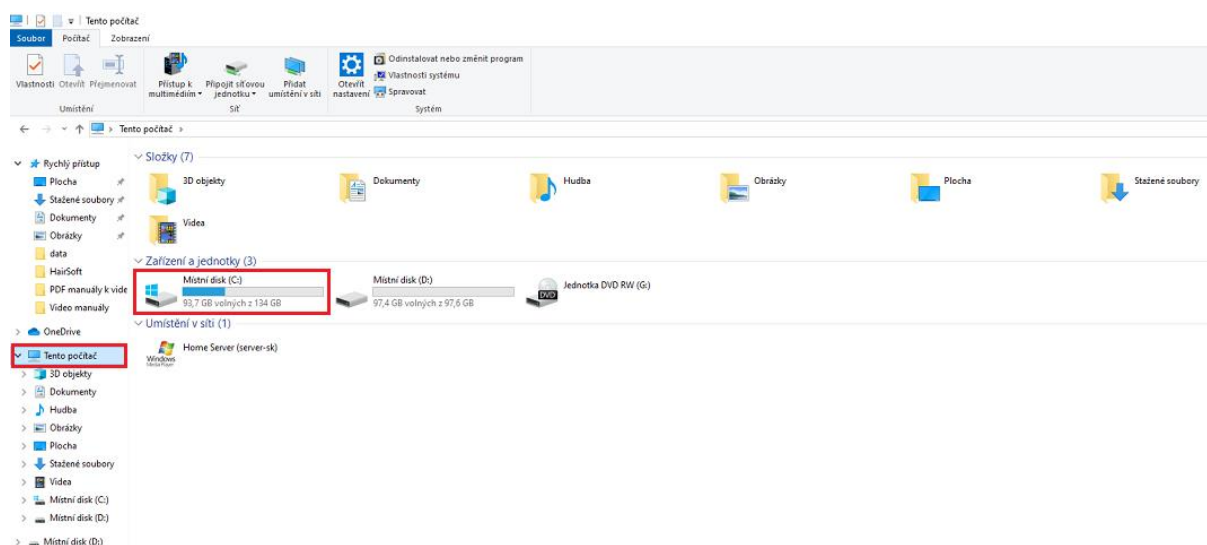 Tento počítač
Soubor Počítač Zobrazení
Vlastnosti Otevřít Přejmenovat
Umístění
Přístup k multimédiím
Připojit síťovou jednotku
Přidat umístění v síti
Síť
Otevřít nastavení
Odinstalovat nebo změnit program
Vlastnosti systému
Spravovat
Systém
Tento počítač
Rychlý přístup
Plocha
Stažené soubory
Dokumenty
Obrázky
data
HairSoft
PDF manuály k vide
Video manuály
OneDrive
Tento počítač
3D objekty
Dokumenty
Hudba
Obrázky
Plocha
Stažené soubory
Videa
Místní disk (C:)
Místní disk (D:)
Místní disk (D:)
Složky (7)
3D objekty
Dokumenty
Hudba
Obrázky
Plocha
Stažené soubory
Videa
Zařízení a jednotky (3)
Místní disk (C:)
93,7 GB volných z 134 GB
Místní disk (D:)
97,4 GB volných z 97,6 GB
DVD
Jednotka DVD RW (G:)
Umístění v síti (1)
Windows
Media Player
Home Server (server-sk)